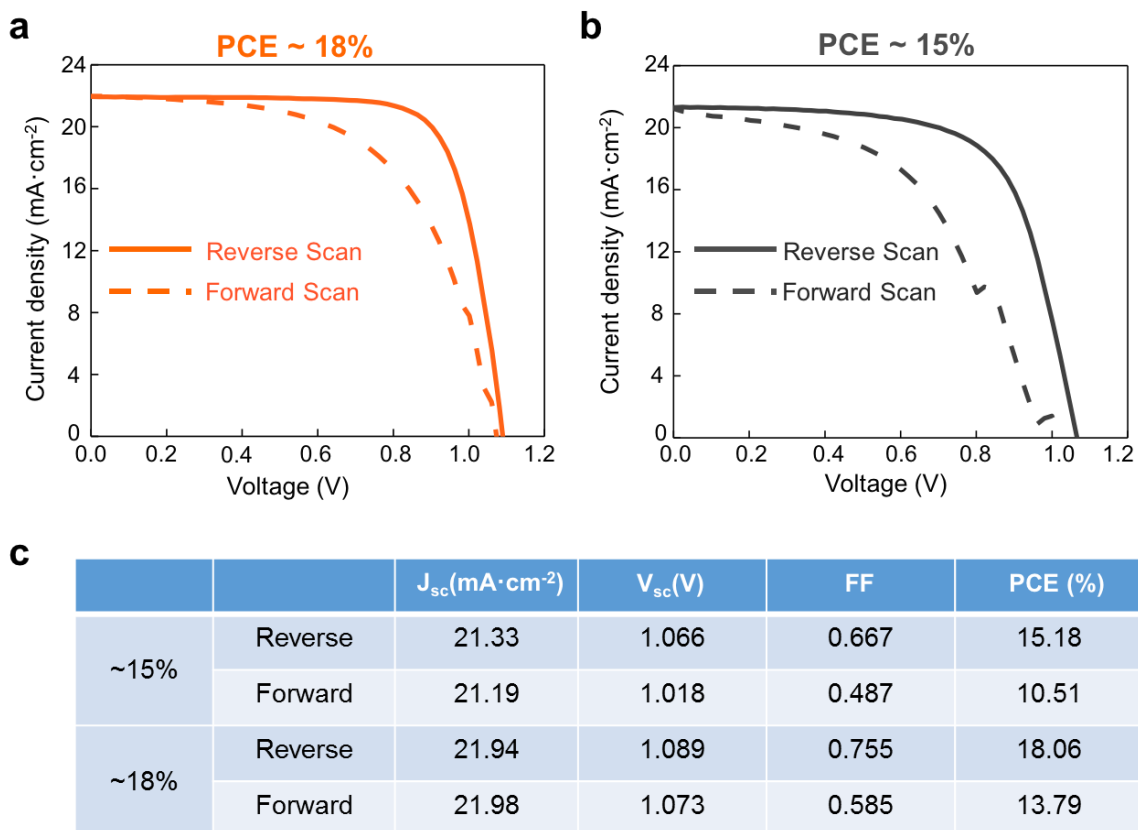 a
PCE ~ 18%
24
20
16
12
8
4
0
Current density (mA·cm⁻²)
Reverse Scan
Forward Scan
0.0 0.2 0.4 0.6 0.8 1.0 1.2
Voltage (V)
b
PCE ~ 15%
24
20
16
12
8
4
0
Current density (mA·cm⁻²)
Reverse Scan
Forward Scan
0.0 0.2 0.4 0.6 0.8 1.0 1.2
Voltage (V)
c
Jsc(mA·cm⁻²) Vsc(V) FF PCE (%)
~15%
Reverse 21.33 1.066 0.667 15.18
Forward 21.19 1.018 0.487 10.51
~18%
Reverse 21.94 1.089 0.755 18.06
Forward 21.98 1.073 0.585 13.79